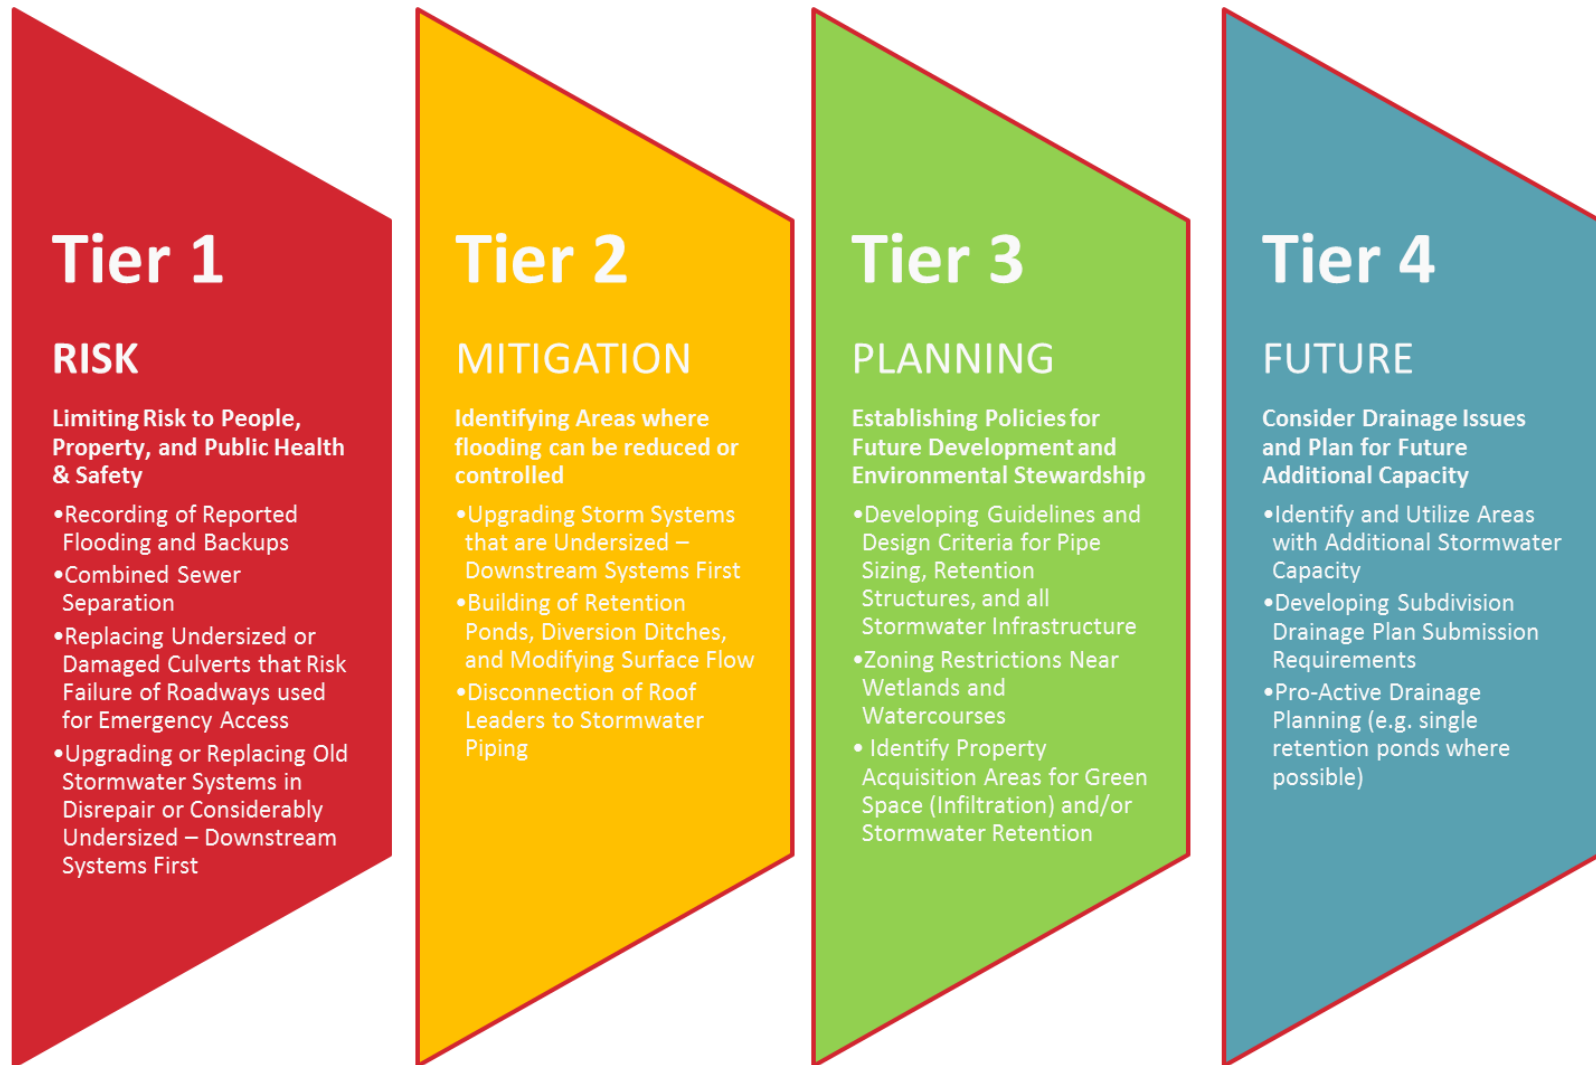 Tier 1
RISK
Limiting Risk to People,
Property, and Public Health
& Safety
•Recording of Reported
Flooding and Backups
•Combined Sewer
Separation
•Replacing Undersized or
Damaged Culverts that Risk
Failure of Roadways used
for Emergency Access
•Upgrading or Replacing Old
Stormwater Systems in
Disrepair or Considerably
Undersized – Downstream
Systems First
Tier 2
MITIGATION
Identifying Areas where
flooding can be reduced or
controlled
•Upgrading Storm Systems
that are Undersized –
Downstream Systems First
•Building of Retention
Ponds, Diversion Ditches,
and Modifying Surface Flow
•Disconnection of Roof
Leaders to Stormwater
Piping
Tier 3
PLANNING
Establishing Policies for
Future Development and
Environmental Stewardship
•Developing Guidelines and
Design Criteria for Pipe
Sizing, Retention
Structures, and all
Stormwater Infrastructure
•Zoning Restrictions Near
Wetlands and
Watercourses
• Identify Property
Acquisition Areas for Green
Space (Infiltration) and/or
Stormwater Retention
Tier 4
FUTURE
Consider Drainage Issues
and Plan for Future
Additional Capacity
•Identify and Utilize Areas
with Additional Stormwater
Capacity
•Developing Subdivision
Drainage Plan Submission
Requirements
•Pro-Active Drainage
Planning (e.g. single
retention ponds where
possible)